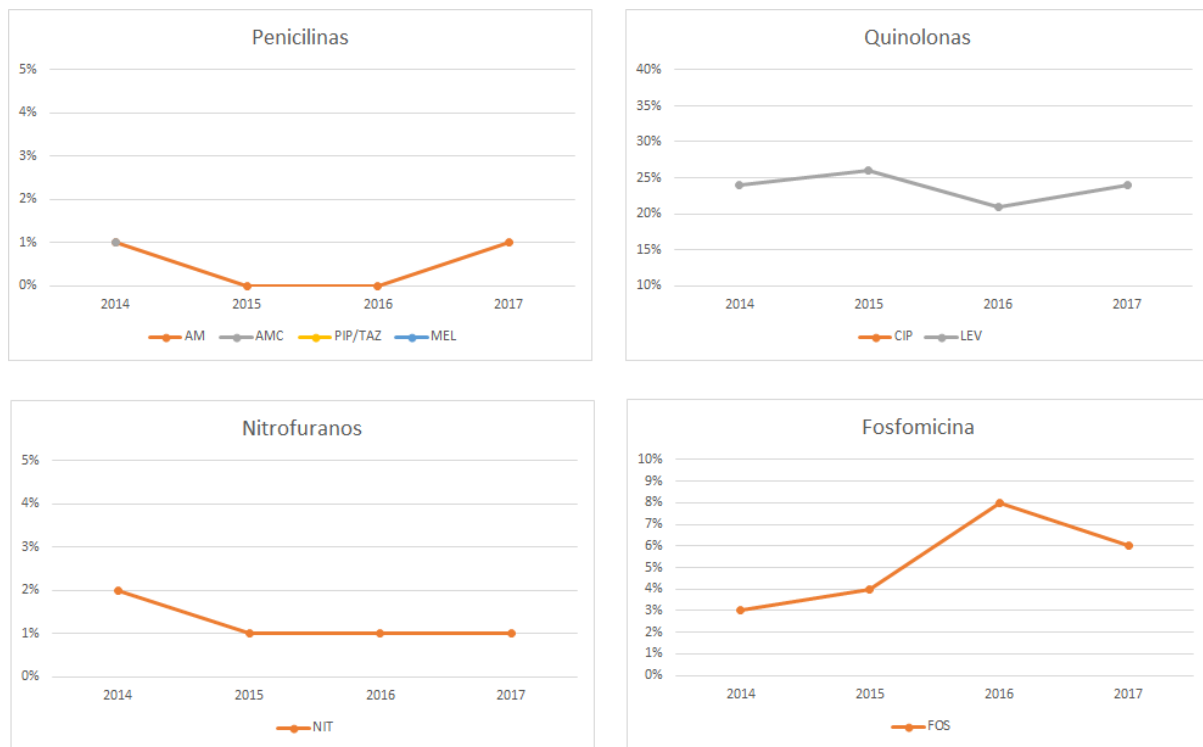 Penicilinas
5%
4%
3%
2%
1%
0%
2014 2015 2016 2017
AM AMC PIP/TAZ MEL
Quinolonas
40%
35%
30%
25%
20%
15%
10%
2014 2015 2016 2017
CIP LEV
Nitrofuranos
5%
4%
3%
2%
1%
0%
2014 2015 2016 2017
NIT
Fosfomicina
10%
9%
8%
7%
6%
4%
3%
2%
1%
0%
2014 2015 2016 2017
FOS